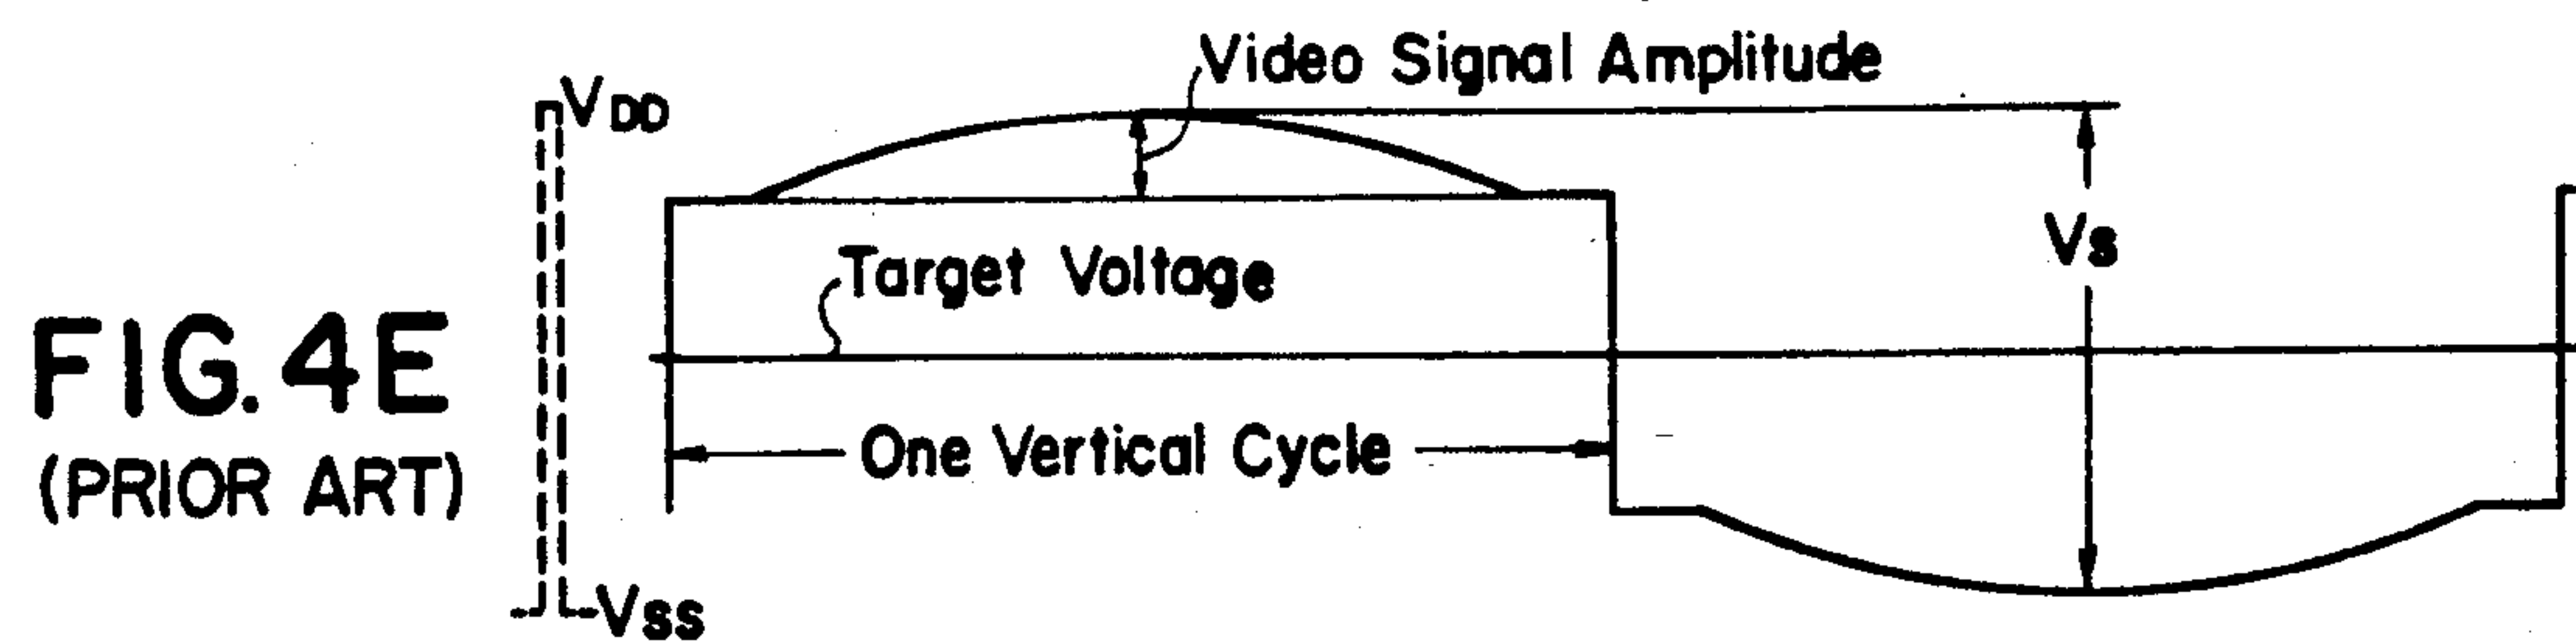 Video Signal Amplitude
VDD
Vs
Target Voltage
FIG. 4E
One Vertical Cycle
(PRIOR ART)
Vss